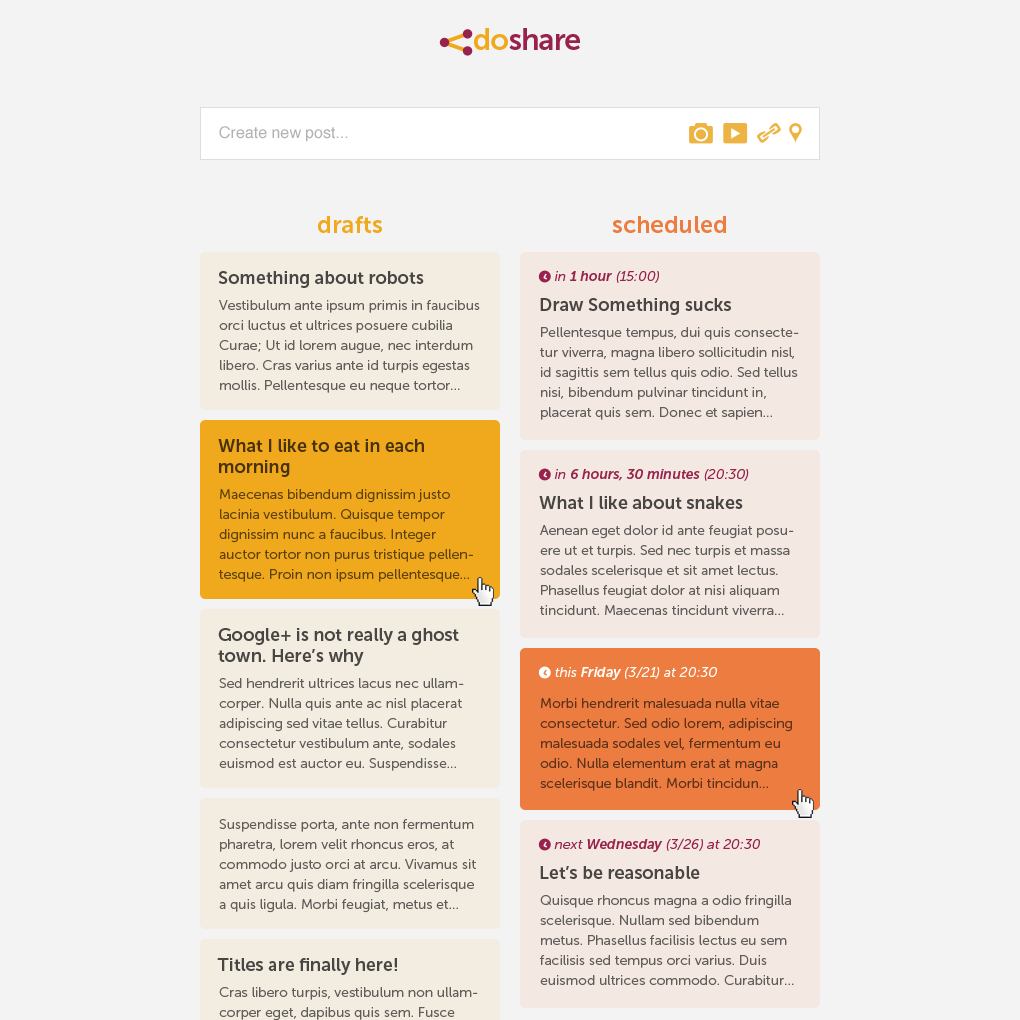 doshare
Create new post...
drafts
Something about robots
Vestibulum ante ipsum primis in faucibus
orci luctus et ultrices posuere cubilia
Curae; Ut id lorem augue, nec interdum
libero. Cras varius ante id turpis egestas
mollis. Pellentesque eu neque tortor...
What I like to eat in each
morning
Maecenas bibendum dignissim justo
lacinia vestibulum. Quisque tempor
dignissim nunc a faucibus. Integer
auctor tortor non purus tristique pellen-
tesque. Proin non ipsum pellentesque...
Google+ is not really a ghost
town. Here's why
Sed hendrerit ultrices lacus nec ullam-
corper. Nulla quis ante ac nisl placerat
adipiscing sed vitae tellus. Curabitur
consectetur vestibulum ante, sodales
euismod est auctor eu. Suspendisse...
Suspendisse porta, ante non fermentum
pharetra, lorem velit rhoncus eros, at
commodo justo orci at arcu. Vivamus sit
amet arcu quis diam fringilla scelerisque
a quis ligula. Morbi feugiat, metus et...
Titles are finally here!
Cras libero turpis, vestibulum non ullam-
corper eget, dapibus quis sem. Fusce
scheduled
in 1 hour (15:00)
Draw Something sucks
Pellentesque tempus, dui quis consecte-
tur viverra, magna libero sollicitudin nisl,
id sagittis sem tellus quis odio. Sed tellus
nisi, bibendum pulvinar tincidunt in,
placerat quis sem. Donec et sapien...
in 6 hours, 30 minutes (20:30)
What I like about snakes
Aenean eget dolor id ante feugiat posu-
ere ut et turpis. Sed nec turpis et massa
sodales scelerisque et sit amet lectus.
Phasellus feugiat dolor at nisi aliquam
tincidunt. Maecenas tincidunt viverra...
this Friday (3/21) at 20:30
Morbi hendrerit malesuada nulla vitae
consectetur. Sed odio lorem, adipiscing
malesuada sodales vel, fermentum eu
odio. Nulla elementum erat at magna
scelerisque blandit. Morbi tincidun...
next Wednesday (3/26) at 20:30
Let's be reasonable
Quisque rhoncus magna a odio fringilla
scelerisque. Nullam sed bibendum
metus. Phasellus facilisis lectus eu sem
facilisis sed tempus orci varius. Duis
euismod ultrices commodo. Curabitur...